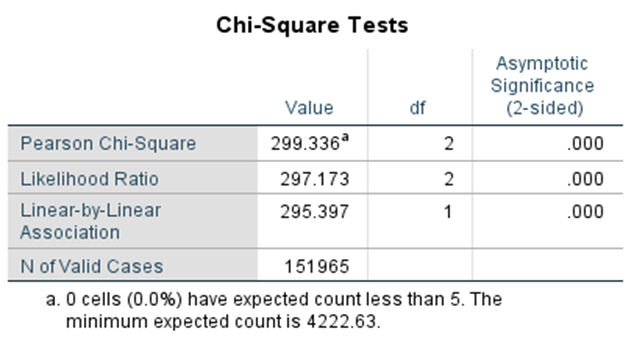 Chi-Square Tests
Value df Asymptotic Significance (2-sided)
Pearson Chi-Square 299.336a 2 .000
Likelihood Ratio 297.173 2 .000
Linear-by-Linear Association 295.397 1 .000
N of Valid Cases 151965
a. 0 cells (0.0%) have expected count less than 5. The
minimum expected count is 4222.63.